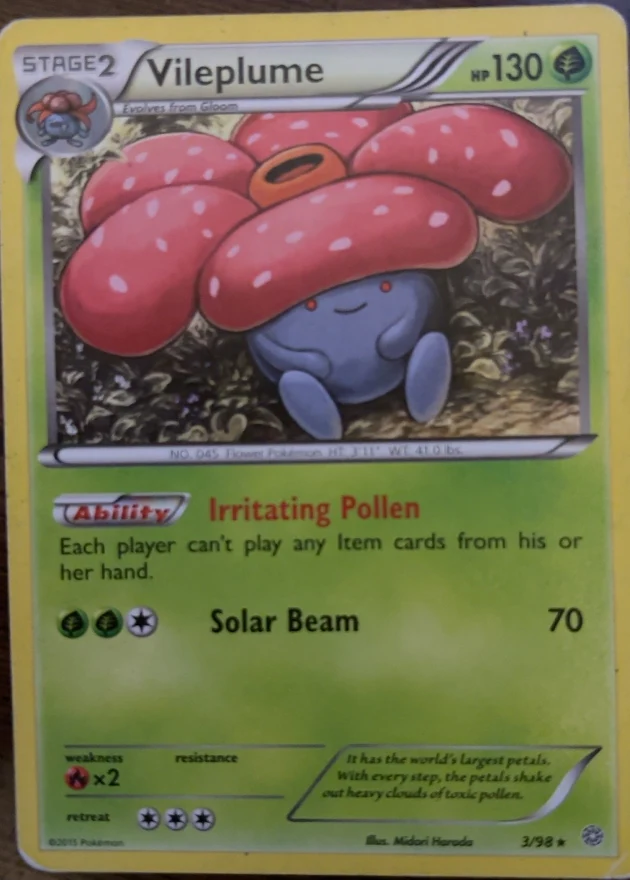 STAGE2
Vileplume
HP130
Evolves from Gloom
NO. 045 Flower Pokémon HT: 3'11" WT: 41.0 lbs.
Ability Irritating Pollen
Each player can't play any Item cards from his or
her hand.
Solar Beam 70
weakness resistance
×2
retreat
It has the world's largest petals.
With every step, the petals shake
out heavy clouds of toxic pollen.
©2015 Pokémon
Illus. Midori Harada
3/98